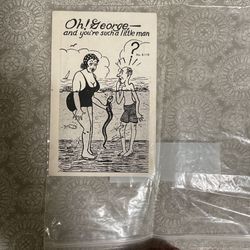 Oh! George—
and you're such a little man
?